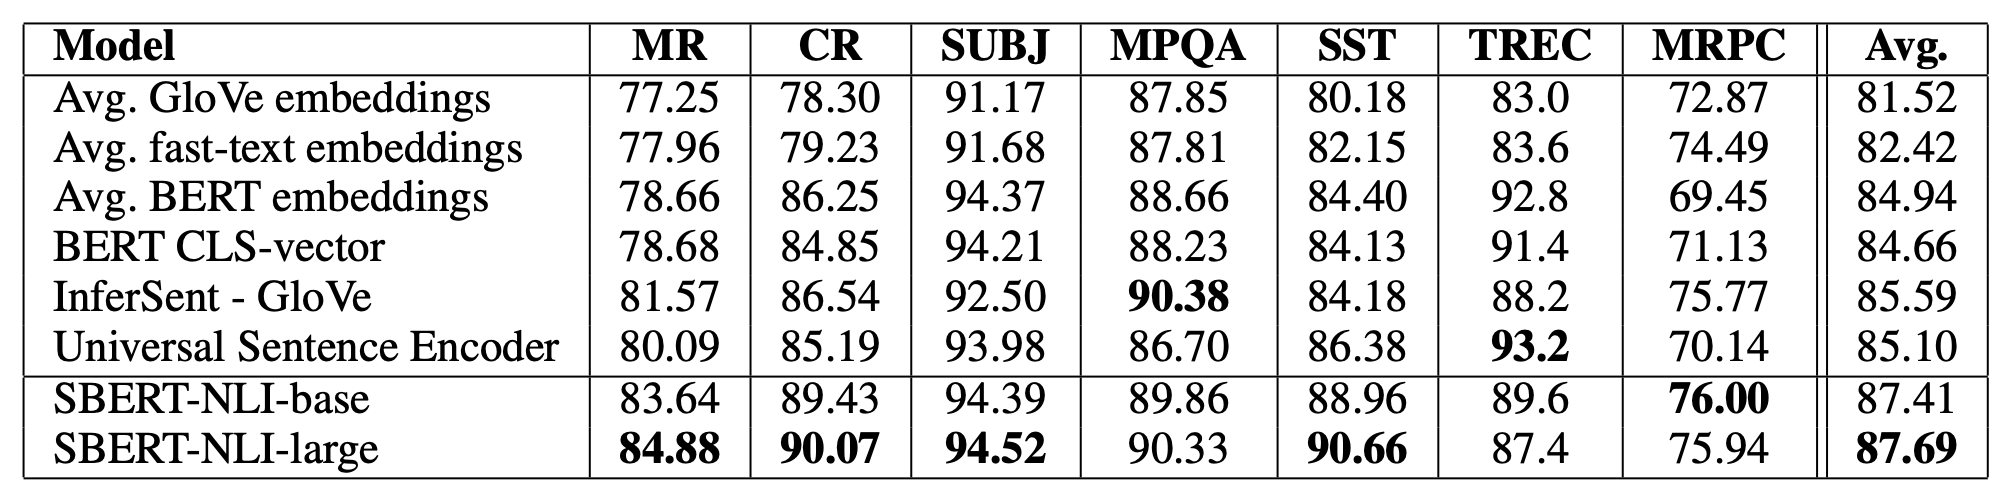 Model MR CR SUBJ MPQA SST TREC MRPC Avg.
Avg. GloVe embeddings 77.25 78.30 91.17 87.85 80.18 83.0 72.87 81.52
Avg. fast-text embeddings 77.96 79.23 91.68 87.81 82.15 83.6 74.49 82.42
Avg. BERT embeddings 78.66 86.25 94.37 88.66 84.40 92.8 69.45 84.94
BERT CLS-vector 78.68 84.85 94.21 88.23 84.13 91.4 71.13 84.66
InferSent - GloVe 81.57 86.54 92.50 90.38 84.18 88.2 75.77 85.59
Universal Sentence Encoder 80.09 85.19 93.98 86.70 86.38 93.2 70.14 85.10
SBERT-NLI-base 83.64 89.43 94.39 89.86 88.96 89.6 76.00 87.41
SBERT-NLI-large 84.88 90.07 94.52 90.33 90.66 87.4 75.94 87.69